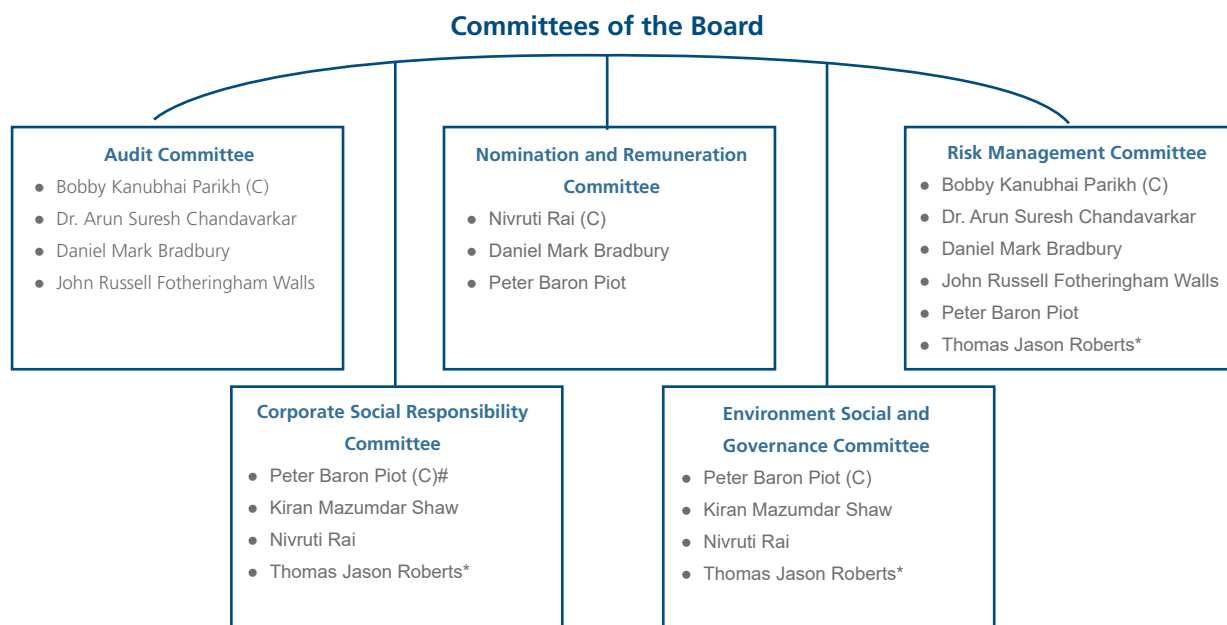 Committees of the Board
Audit Committee
● Bobby Kanubhai Parikh (C)
● Dr. Arun Suresh Chandavarkar
● Daniel Mark Bradbury
● John Russell Fotheringham Walls
Nomination and Remuneration
Committee
● Nivruti Rai (C)
● Daniel Mark Bradbury
● Peter Baron Piot
Risk Management Committee
● Bobby Kanubhai Parikh (C)
● Dr. Arun Suresh Chandavarkar
● Daniel Mark Bradbury
● John Russell Fotheringham Walls
● Peter Baron Piot
● Thomas Jason Roberts*
Corporate Social Responsibility
Committee
● Peter Baron Piot (C)#
● Kiran Mazumdar Shaw
● Nivruti Rai
● Thomas Jason Roberts*
Environment Social and
Governance Committee
● Peter Baron Piot (C)
● Kiran Mazumdar Shaw
● Nivruti Rai
● Thomas Jason Roberts*